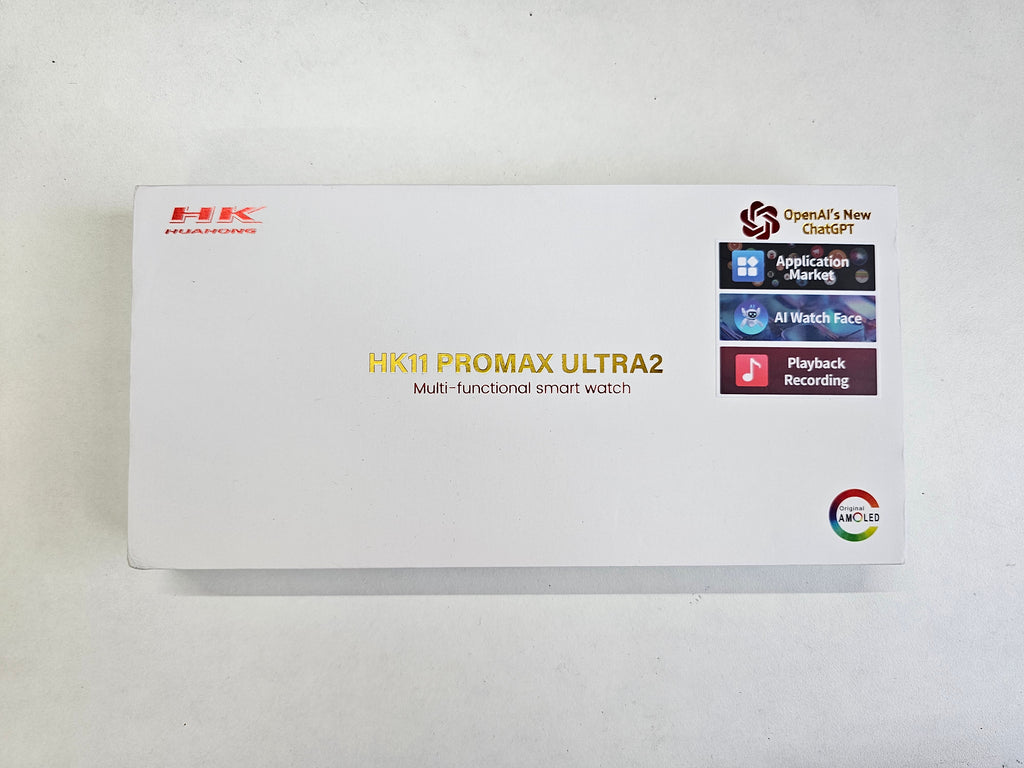 HK
HUAHONG
OpenAI's New
ChatGPT
Application
Market
AI Watch Face
Playback
Recording
HK11 PROMAX ULTRA2
Multi-functional smart watch
Original
AMOLED